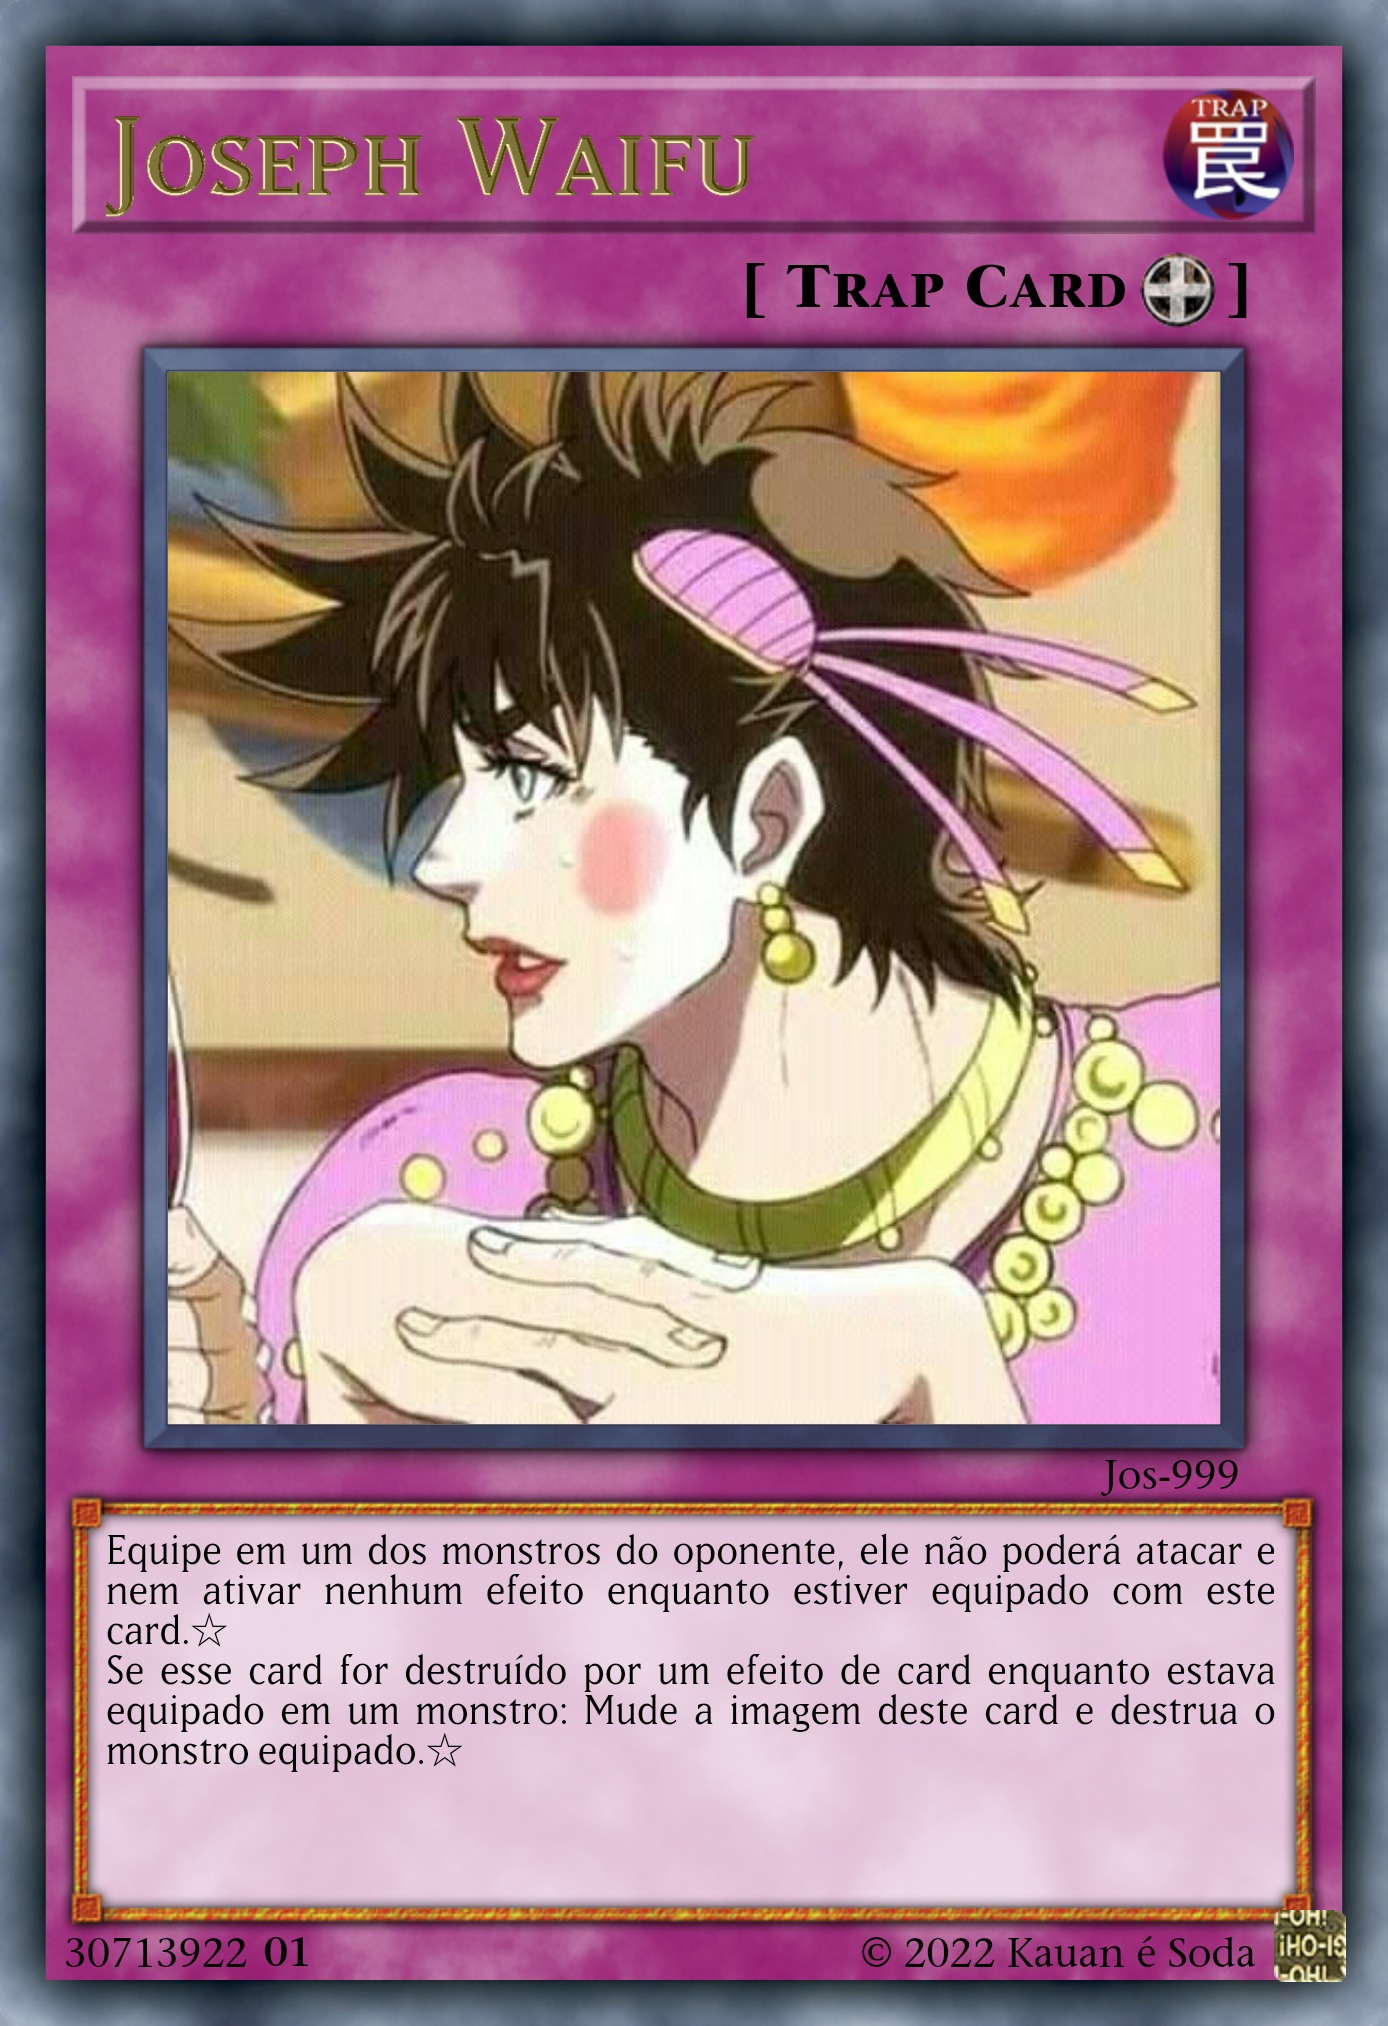 Joseph Waifu
TRAP
罠
[ Trap Card ]
Jos-999
Equipe em um dos monstros do oponente, ele não poderá atacar e
nem ativar nenhum efeito enquanto estiver equipado com este
card.☆
Se esse card for destruído por um efeito de card enquanto estava
equipado em um monstro: Mude a imagem deste card e destrua o
monstro equipado.☆
30713922 01
© 2022 Kauan é Soda